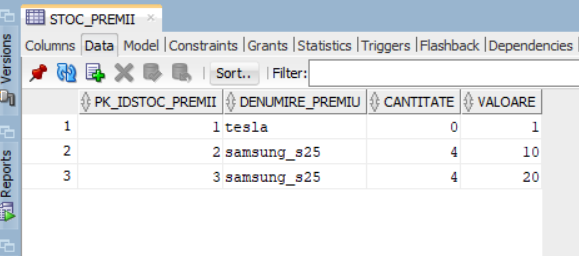 STOC_PREMII
Columns Data Model Constraints Grants Statistics Triggers Flashback Dependencies
Sort.. Filter:
PK_IDSTOC_PREMII DENUMIRE_PREMIU CANTITATE VALOARE
1 1 tesla 0 1
2 2 samsung_s25 4 10
3 3 samsung_s25 4 20
Versions
Reports